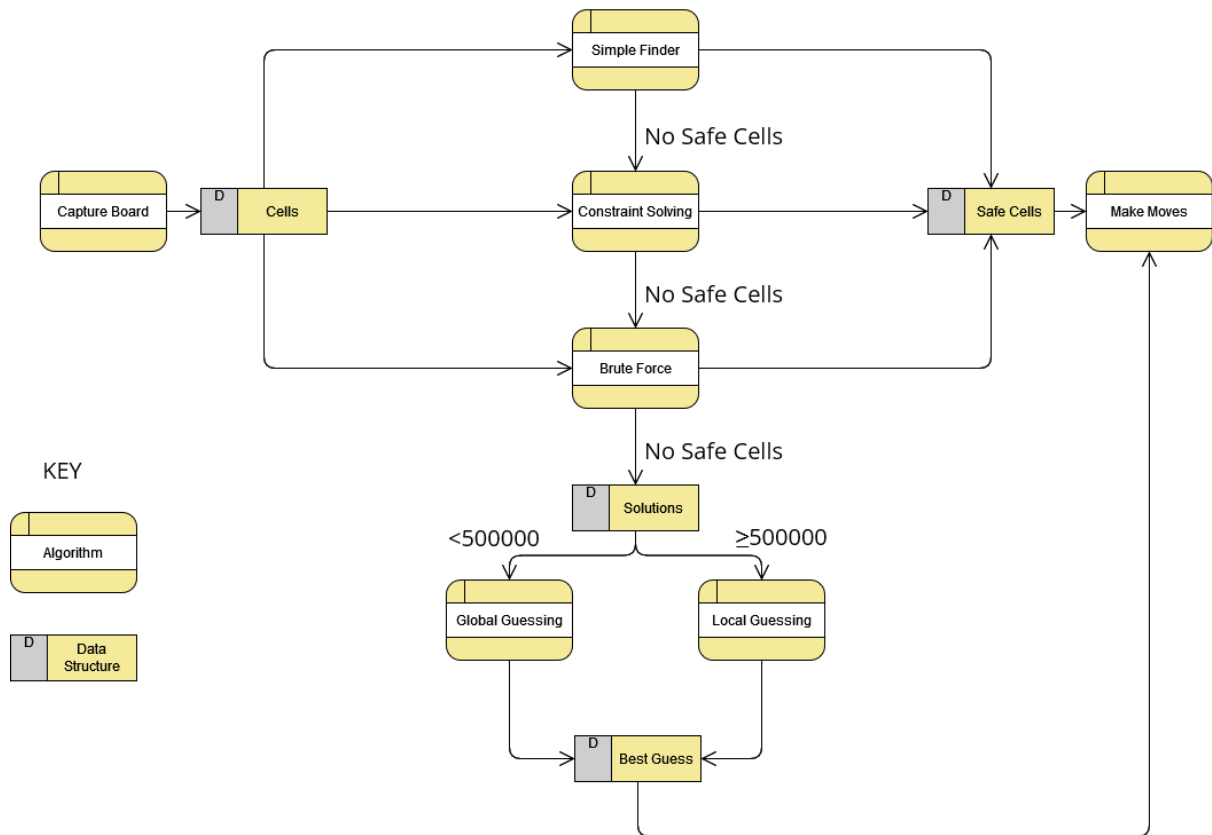 Simple Finder
No Safe Cells
Capture Board
D
Cells
Constraint Solving
D
Safe Cells
Make Moves
No Safe Cells
Brute Force
No Safe Cells
KEY
D
Solutions
<500000
≥500000
Algorithm
Global Guessing
Local Guessing
D
Data
Structure
D
Best Guess